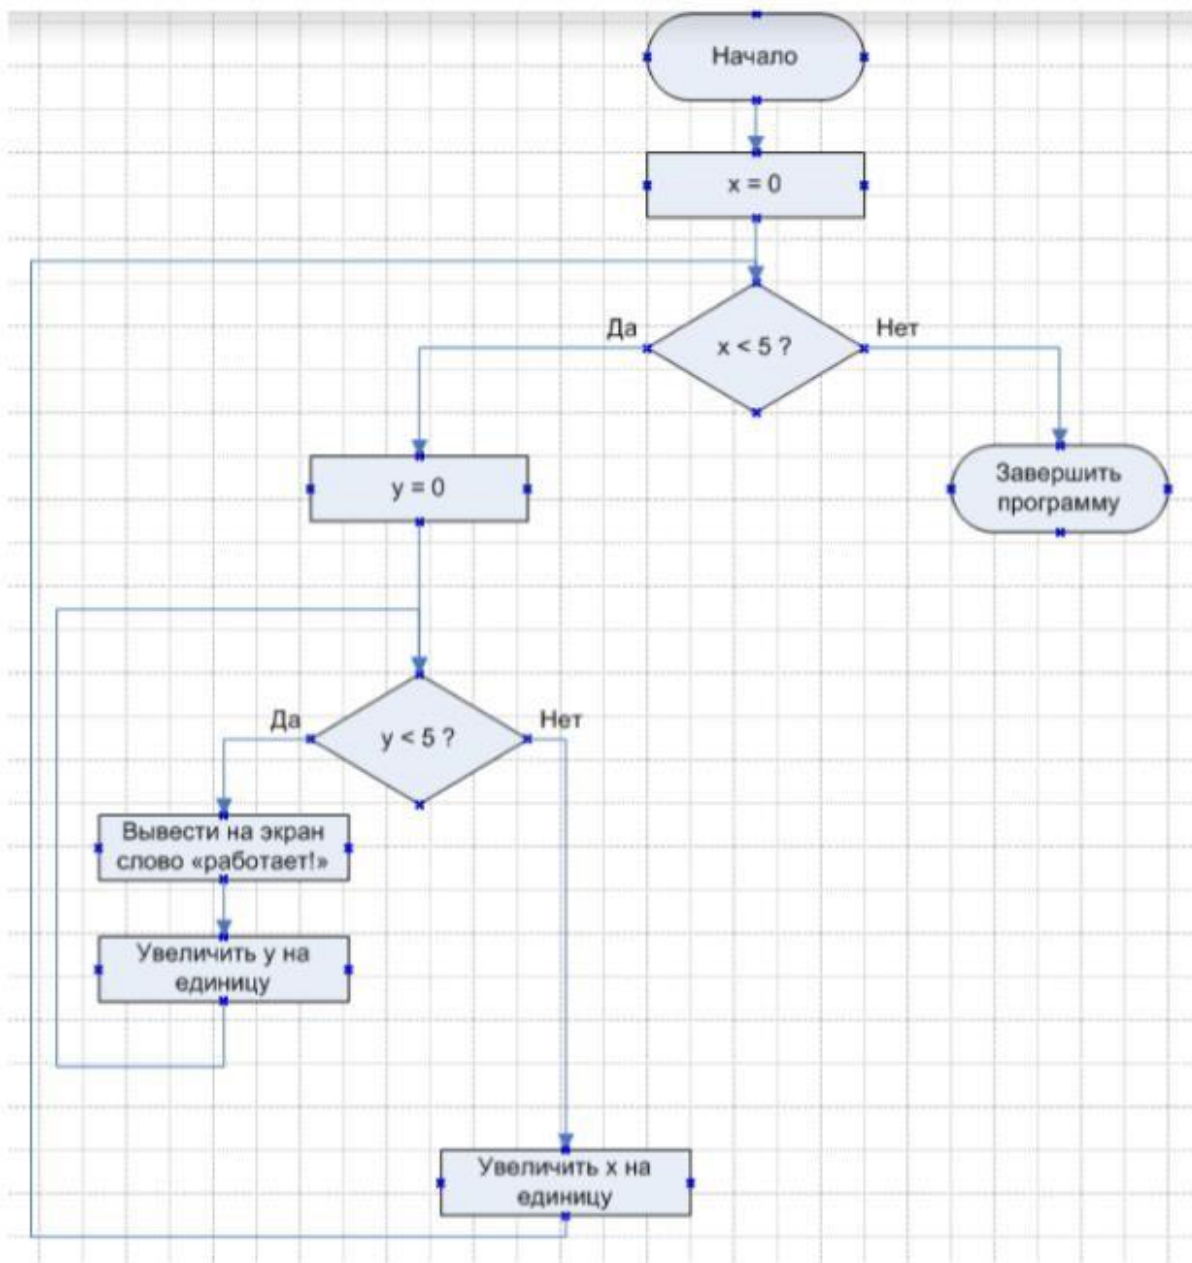 Начало
x = 0
x < 5 ?
Да
Нет
y = 0
Завершить
программу
y < 5 ?
Да
Нет
Вывести на экран
слово «работает!»
Увеличить y на
единицу
Увеличить x на
единицу